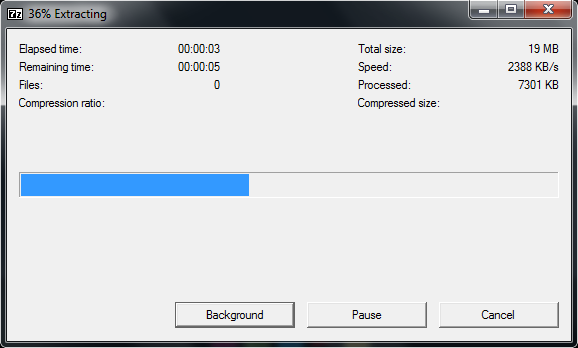 7z 36% Extracting
Elapsed time: 00:00:03 Total size: 19 MB
Remaining time: 00:00:05 Speed: 2388 KB/s
Files: 0 Processed: 7301 KB
Compression ratio: Compressed size:
Background Pause Cancel